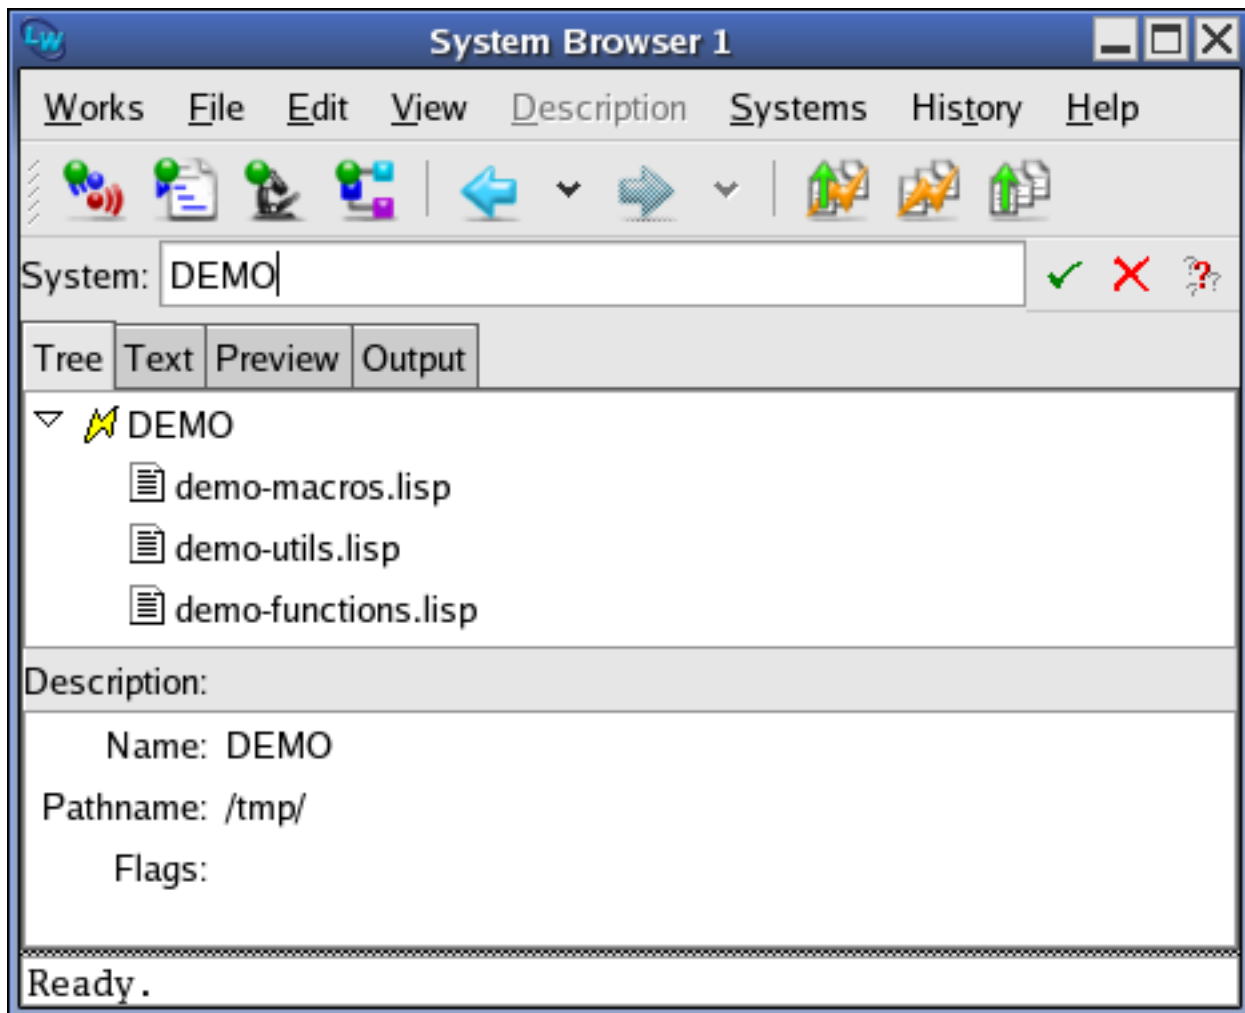 LW System Browser 1
Works File Edit View Description Systems History Help
System: DEMO
Tree Text Preview Output
DEMO
demo-macros.lisp
demo-utils.lisp
demo-functions.lisp
Description:
Name: DEMO
Pathname: /tmp/
Flags:
Ready.